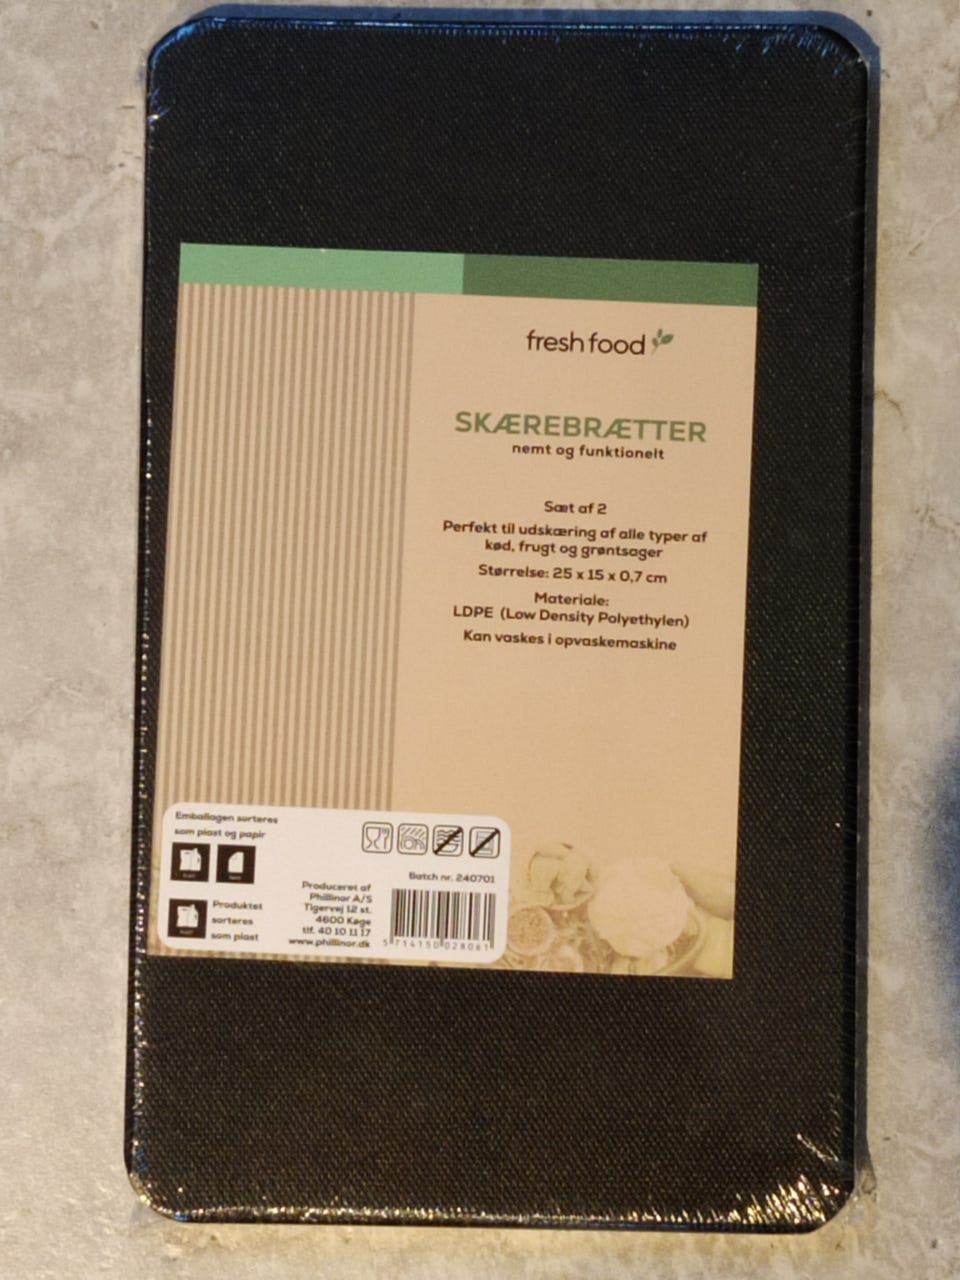 fresh food
SKÆREBRÆTTER
nemt og funktionelt
Sæt af 2
Perfekt til udskæring af alle typer af
kød, frugt og grøntsager
Størrelse: 25 x 15 x 0,7 cm
Materiale:
LDPE (Low Density Polyethylen)
Kan vaskes i opvaskemaskine
Emballagen sorteres
som plast og papir
Produktet
sorteres
som plast
Produceret af
Phillinor A/S
Tigervej 12 st.
4600 Køge
tlf. 40 10 11 17
www.phillinor.dk
Batch nr. 240701
5 714150 028061